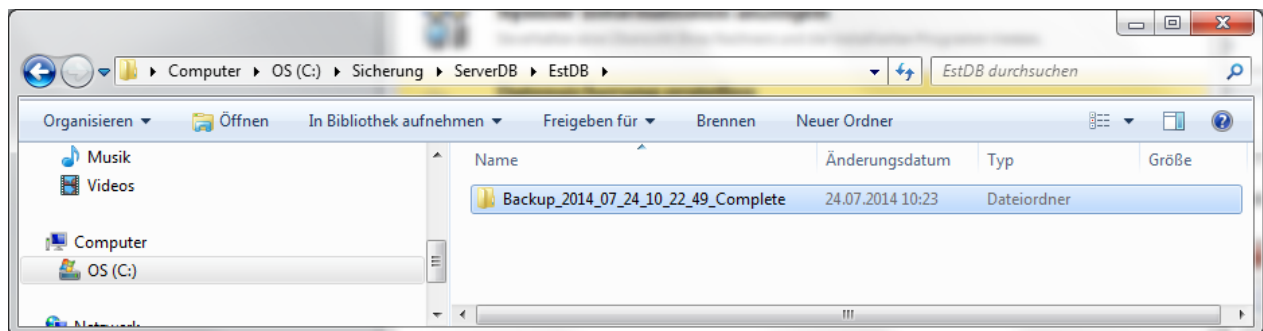 Computer ▸ OS (C:) ▸ Sicherung ▸ ServerDB ▸ EstDB ▸ EstDB durchsuchen
Organisieren Öffnen In Bibliothek aufnehmen Freigeben für Brennen Neuer Ordner
Musik
Videos
Computer
OS (C:)
Netzwerk
Name Änderungsdatum Typ Größe
Backup_2014_07_24_10_22_49_Complete 24.07.2014 10:23 Dateiordner